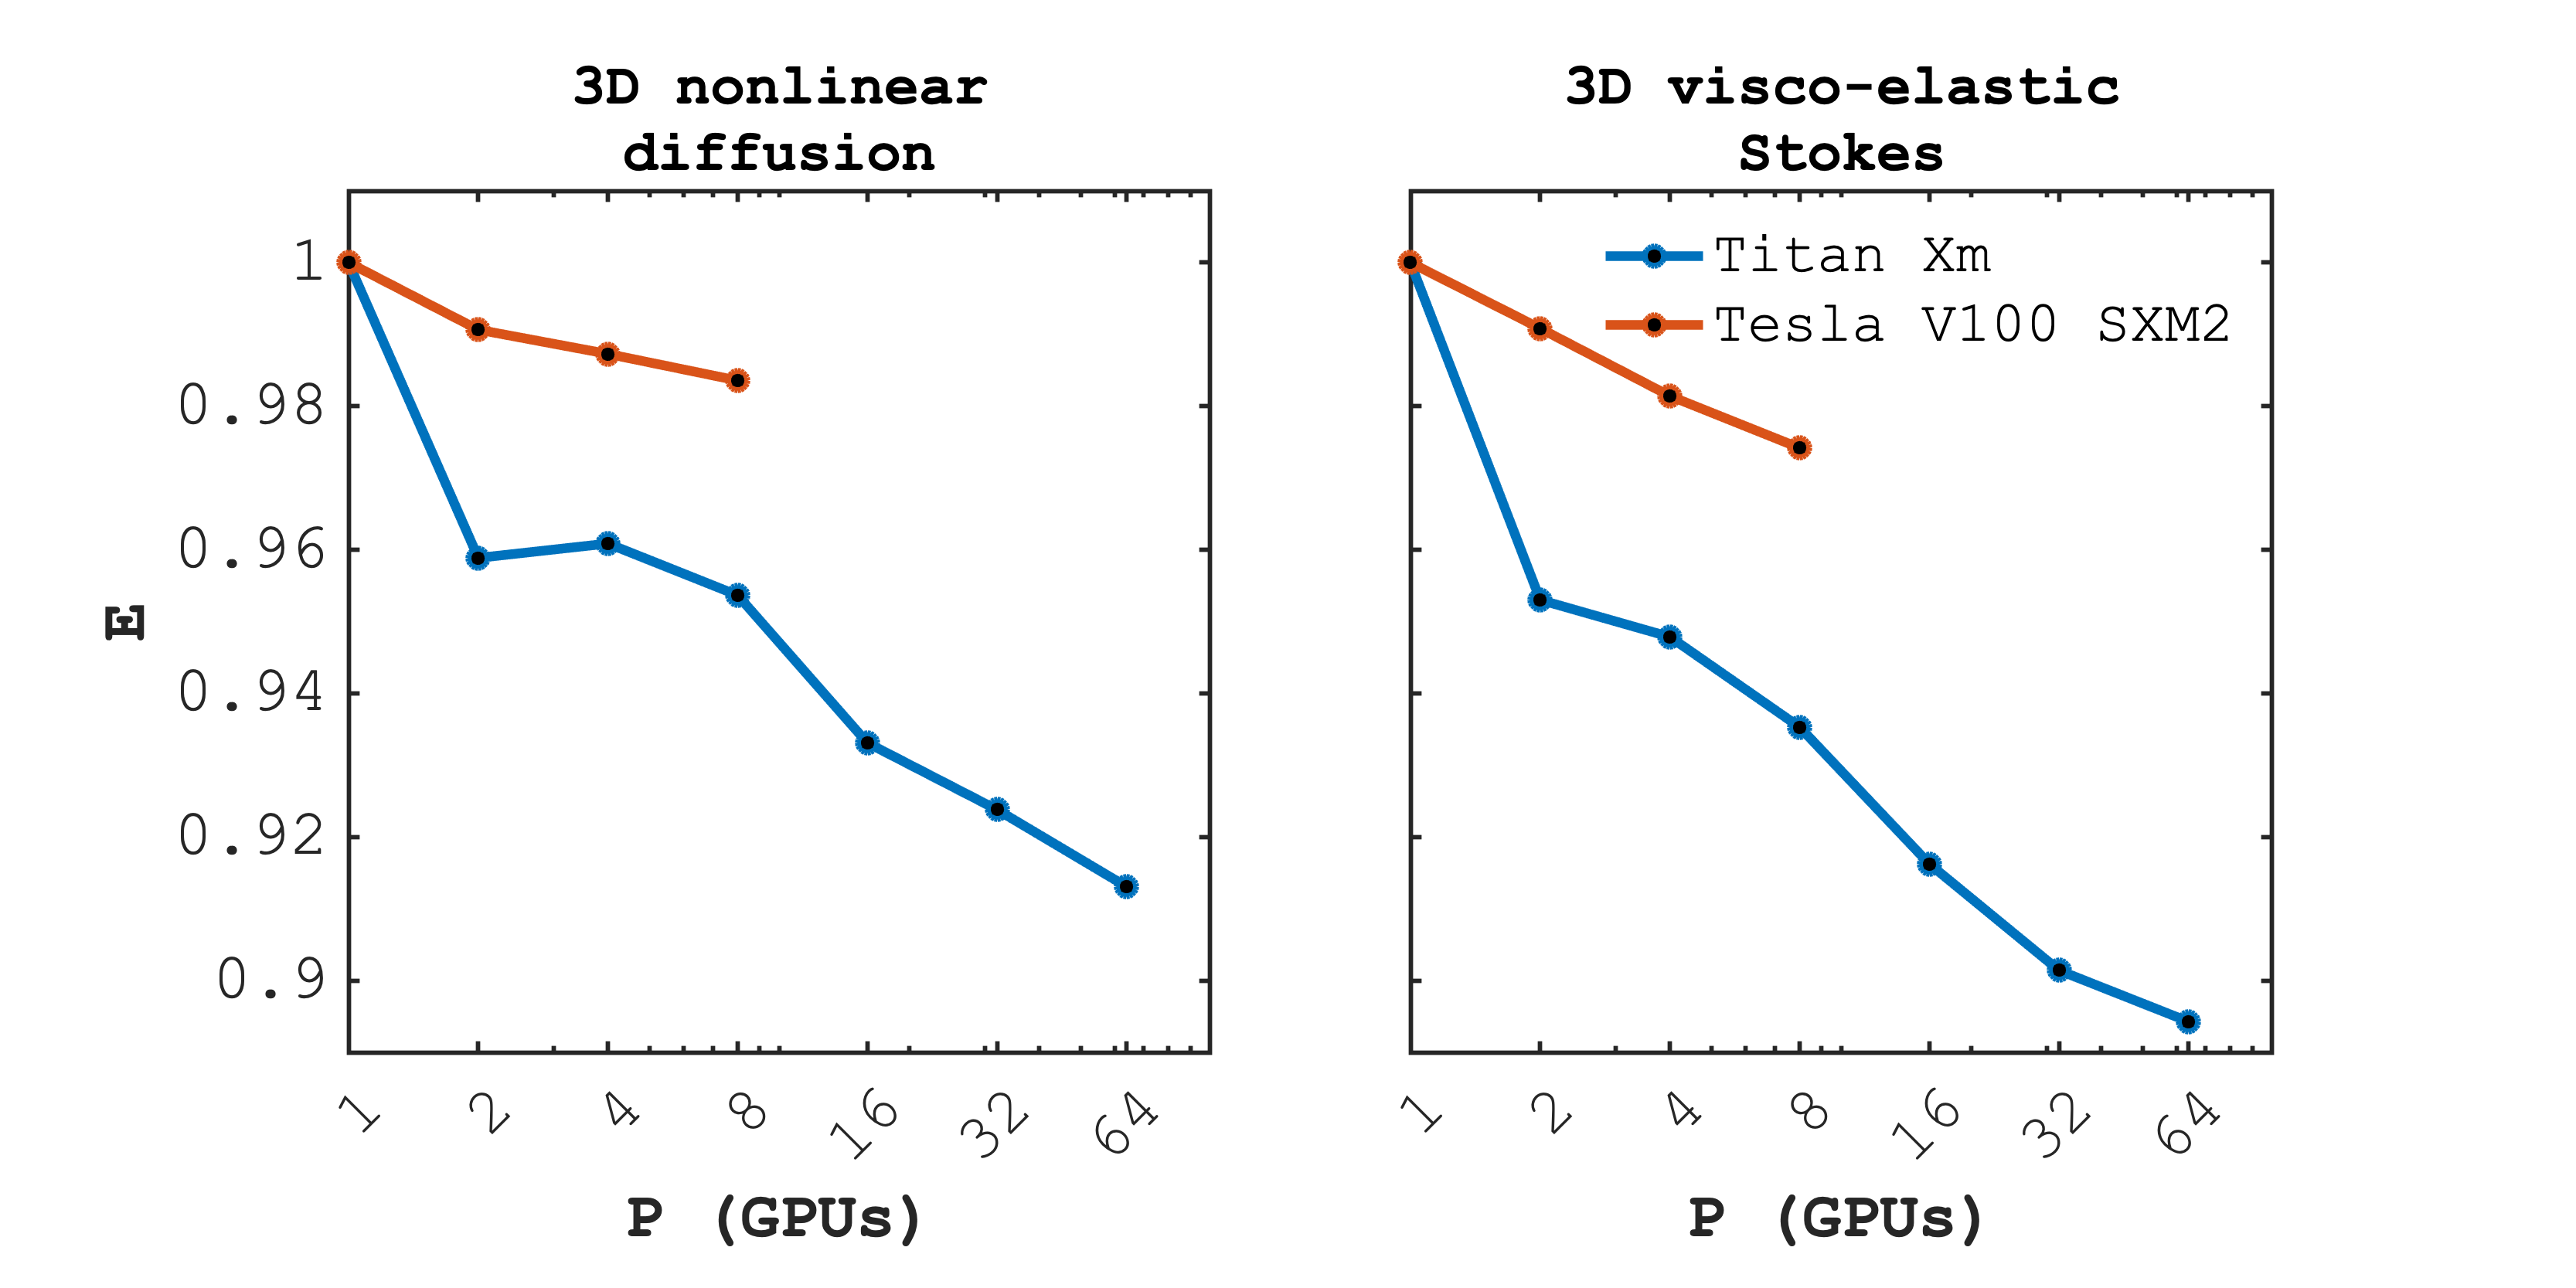 3D nonlinear
diffusion
1
0.98
0.96
0.94
0.92
0.9
E
1 2 4 8 16 32 64
P (GPUs)
3D visco-elastic
Stokes
Titan Xm
Tesla V100 SXM2
1 2 4 8 16 32 64
P (GPUs)